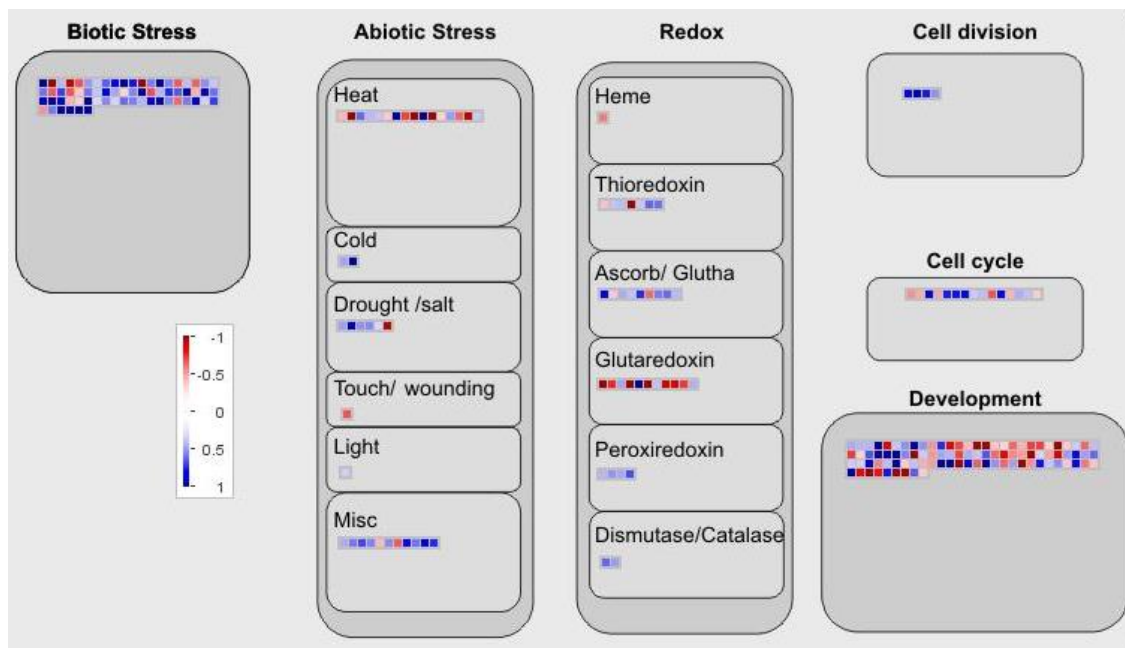 Biotic Stress
Abiotic Stress
Redox
Cell division
Heat
Heme
Thioredoxin
Cold
Ascorb/ Glutha
Cell cycle
Drought /salt
-1
-0.5
0
0.5
1
Glutaredoxin
Touch/ wounding
Development
Light
Peroxiredoxin
Misc
Dismutase/Catalase